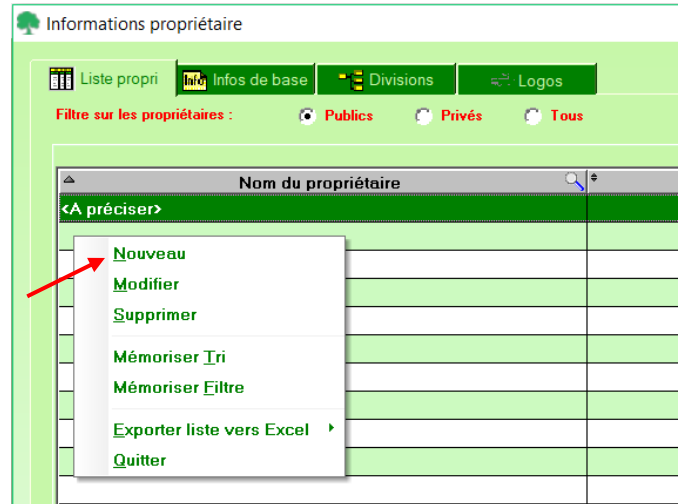 Informations propriétaire
Liste propri Info Infos de base Divisions Logos
Filtre sur les propriétaires : Publics Privés Tous
Nom du propriétaire
<A préciser>
Nouveau
Modifier
Supprimer
Mémoriser Tri
Mémoriser Filtre
Exporter liste vers Excel
Quitter